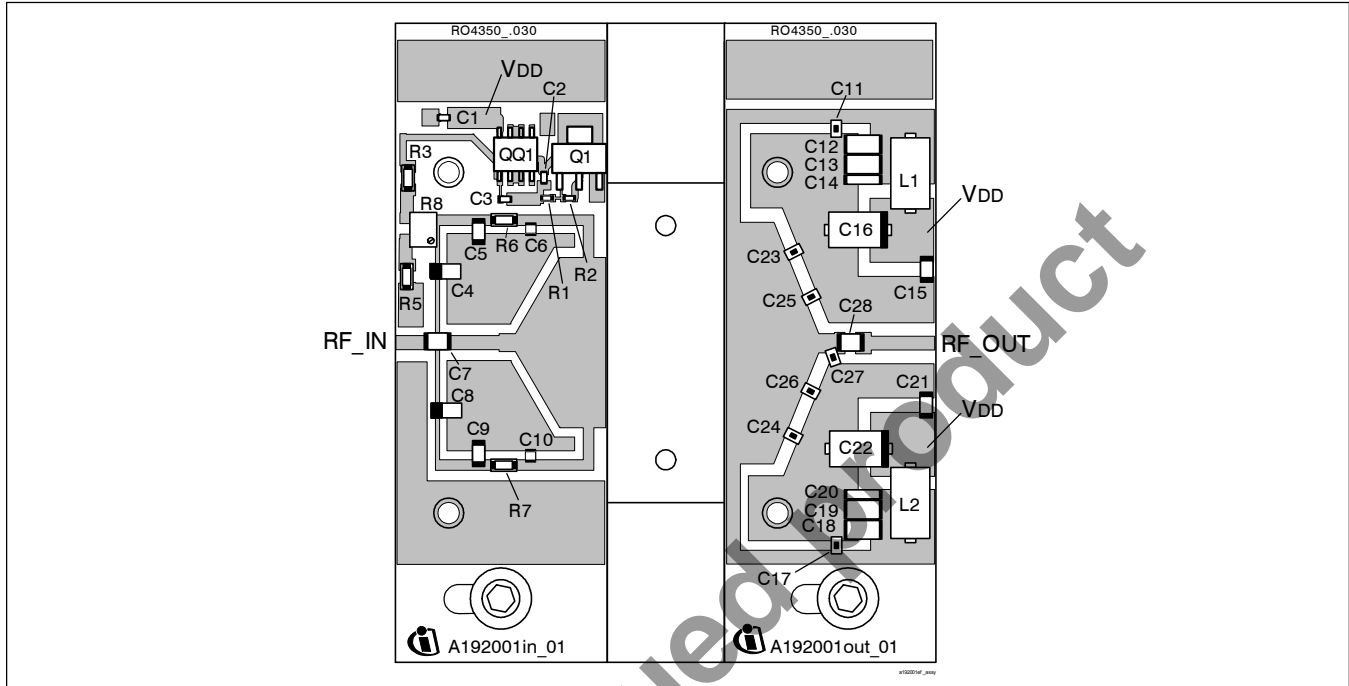 RO4350_.030
RO4350_.030
VDD
C2
C1
C11
R3
QQ1
Q1
C12
C13
C14
L1
VDD
R8
C3
C16
C5
R6
C6
C23
R5
C4
R1
R2
C25
C15
C28
RF_IN
RF_OUT
C7
C27
C8
C26
C21
VDD
C9
C10
C24
C22
R7
C20
C19
C18
L2
C17
A192001in_01
A192001out_01
a192001ef_assy
ued product